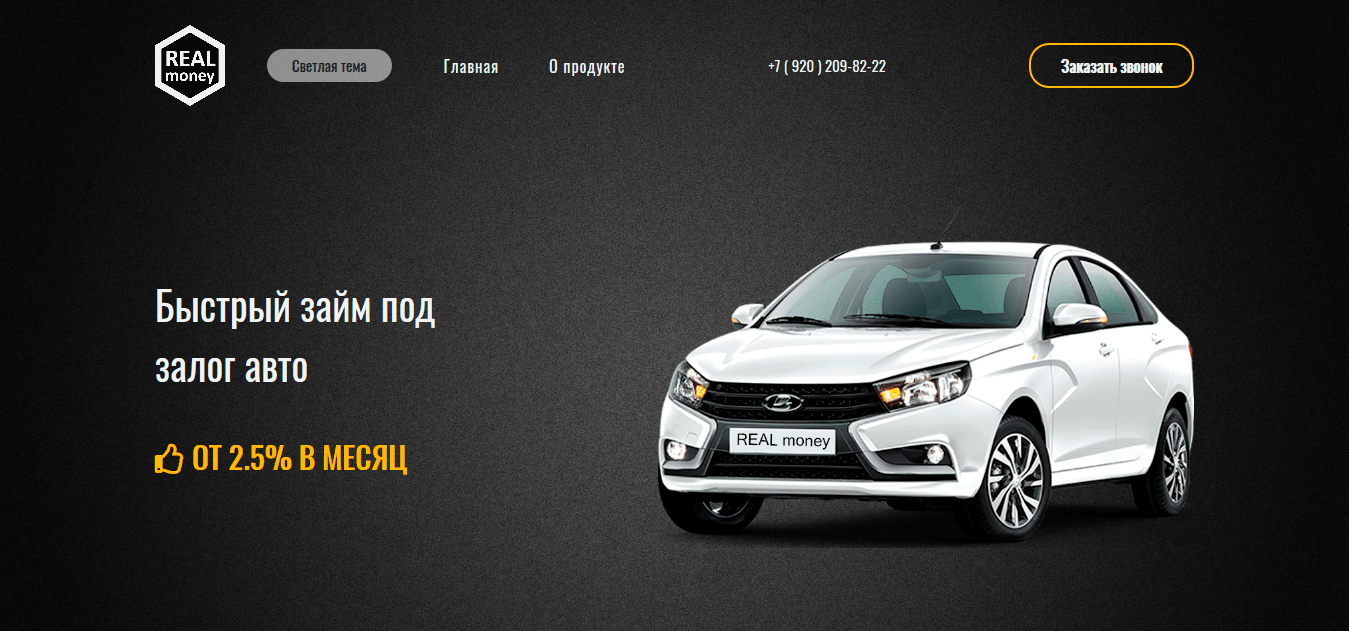 REAL
money
Светлая тема
Главная
О продукте
+7 ( 920 ) 209-82-22
Заказать звонок
Быстрый займ под
залог авто
ОТ 2.5% В МЕСЯЦ
REAL money